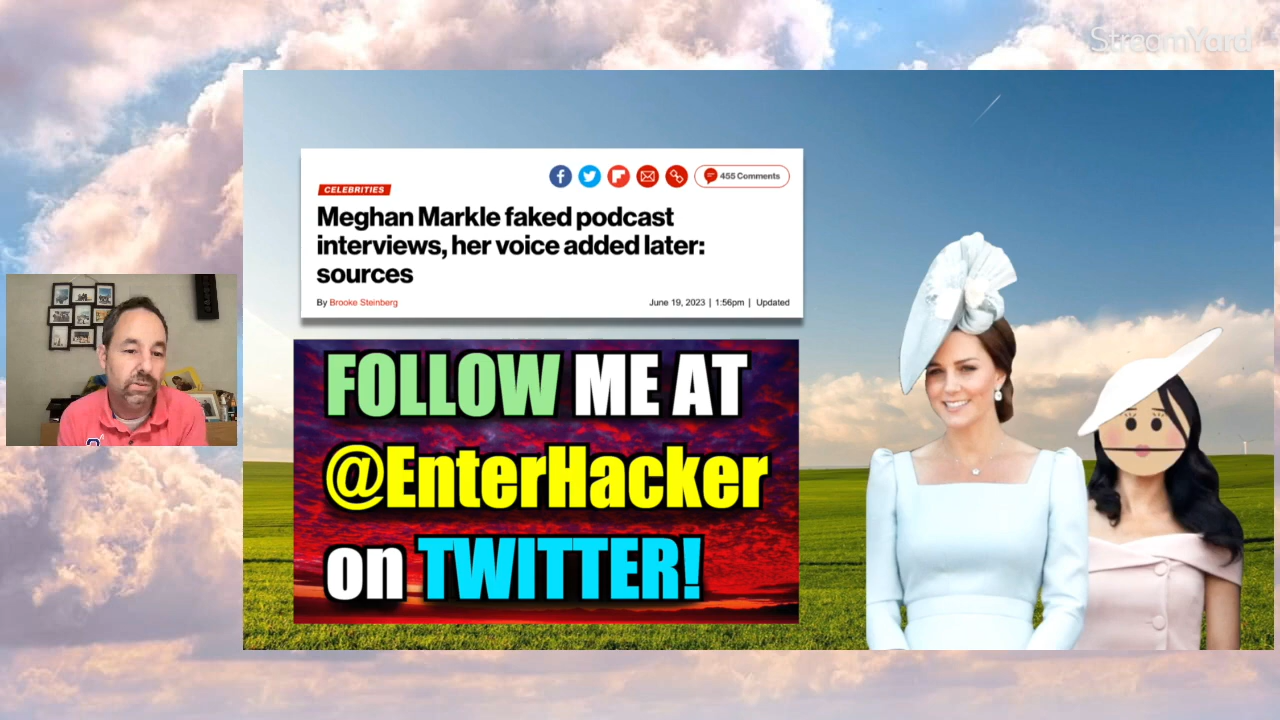 StreamYard
455 Comments
CELEBRITIES
Meghan Markle faked podcast
interviews, her voice added later:
sources
By Brooke Steinberg
June 19, 2023 | 1:56pm | Updated
FOLLOW ME AT
@EnterHacker
on TWITTER!